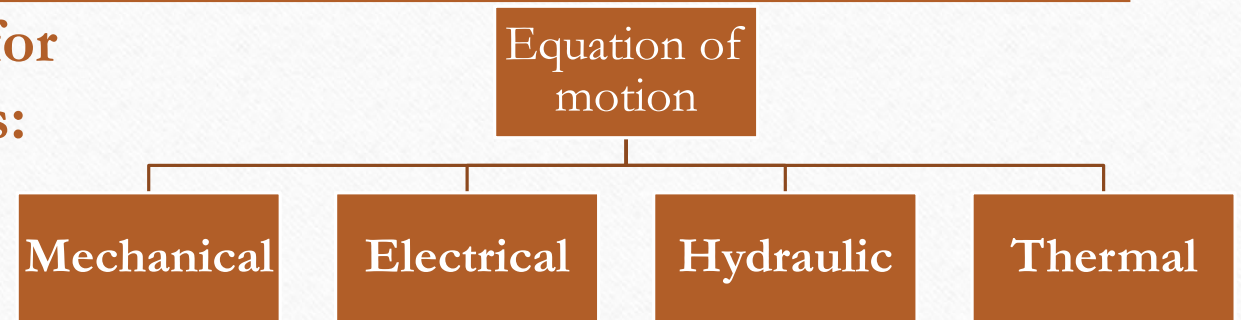 for
s:
Equation of
motion
Mechanical
Electrical
Hydraulic
Thermal